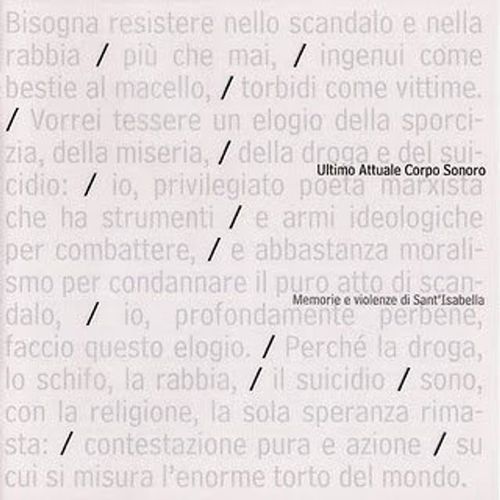 Bisogna resistere nello scandalo e nella
rabbia / più che mai, / ingenui come
bestie al macello, / torbidi come vittime.
/ Vorrei tessere un elogio della sporci-
zia, della miseria, / della droga e del sui-
Ultimo Attuale Corpo Sonoro
cidio: / io, privilegiato poeta marxista
che ha strumenti / e armi ideologiche
per combattere, / e abbastanza morali-
smo per condannare il puro atto di scan-
Memorie e violenze di Sant'Isabella
dalo, / io, profondamente perbene,
faccio questo elogio. / Perché la droga,
lo schifo, la rabbia, / il suicidio / sono,
con la religione, la sola speranza rima-
sta: / contestazione pura e azione / su
cui si misura l'enorme torto del mondo.